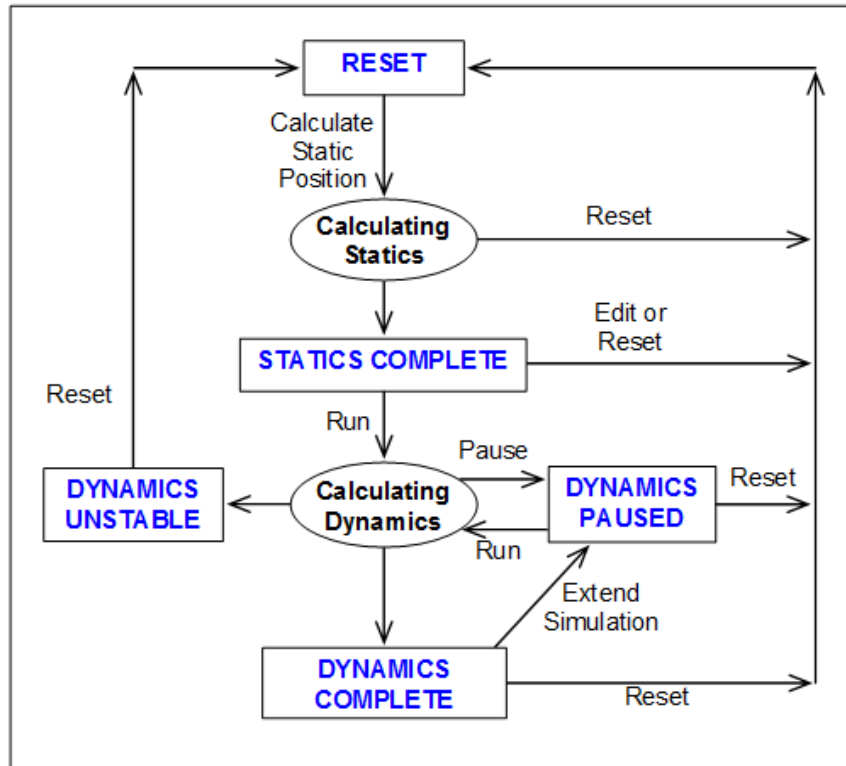 RESET
Calculate
Static
Position
Calculating
Statics
Reset
Edit or
Reset
STATICS COMPLETE
Reset
Run
Pause
DYNAMICS
UNSTABLE
Calculating
Dynamics
DYNAMICS
PAUSED
Reset
Run
Extend
Simulation
DYNAMICS
COMPLETE
Reset